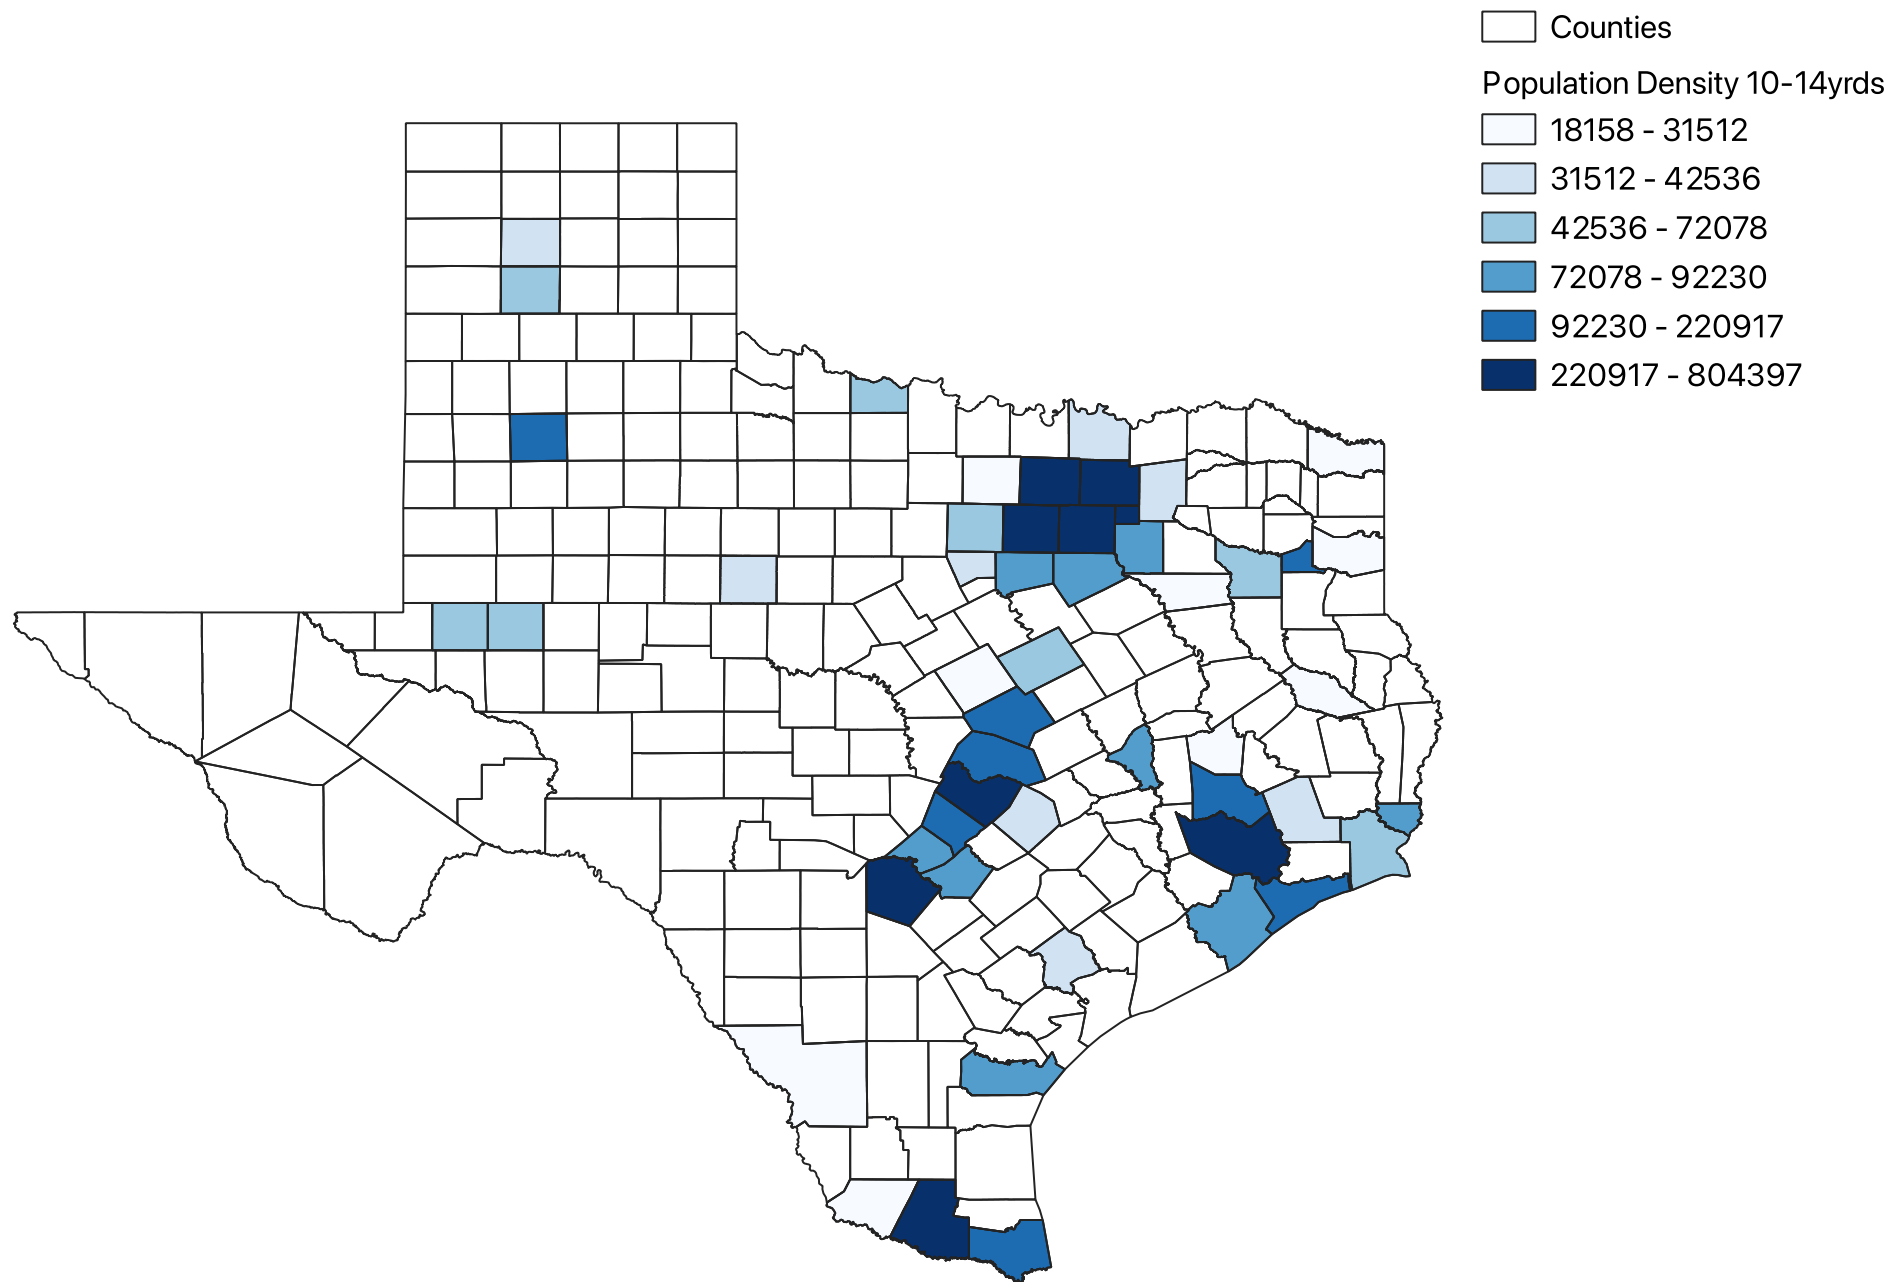 Counties
Population Density 10-14yrds
18158 - 31512
31512 - 42536
42536 - 72078
72078 - 92230
92230 - 220917
220917 - 804397